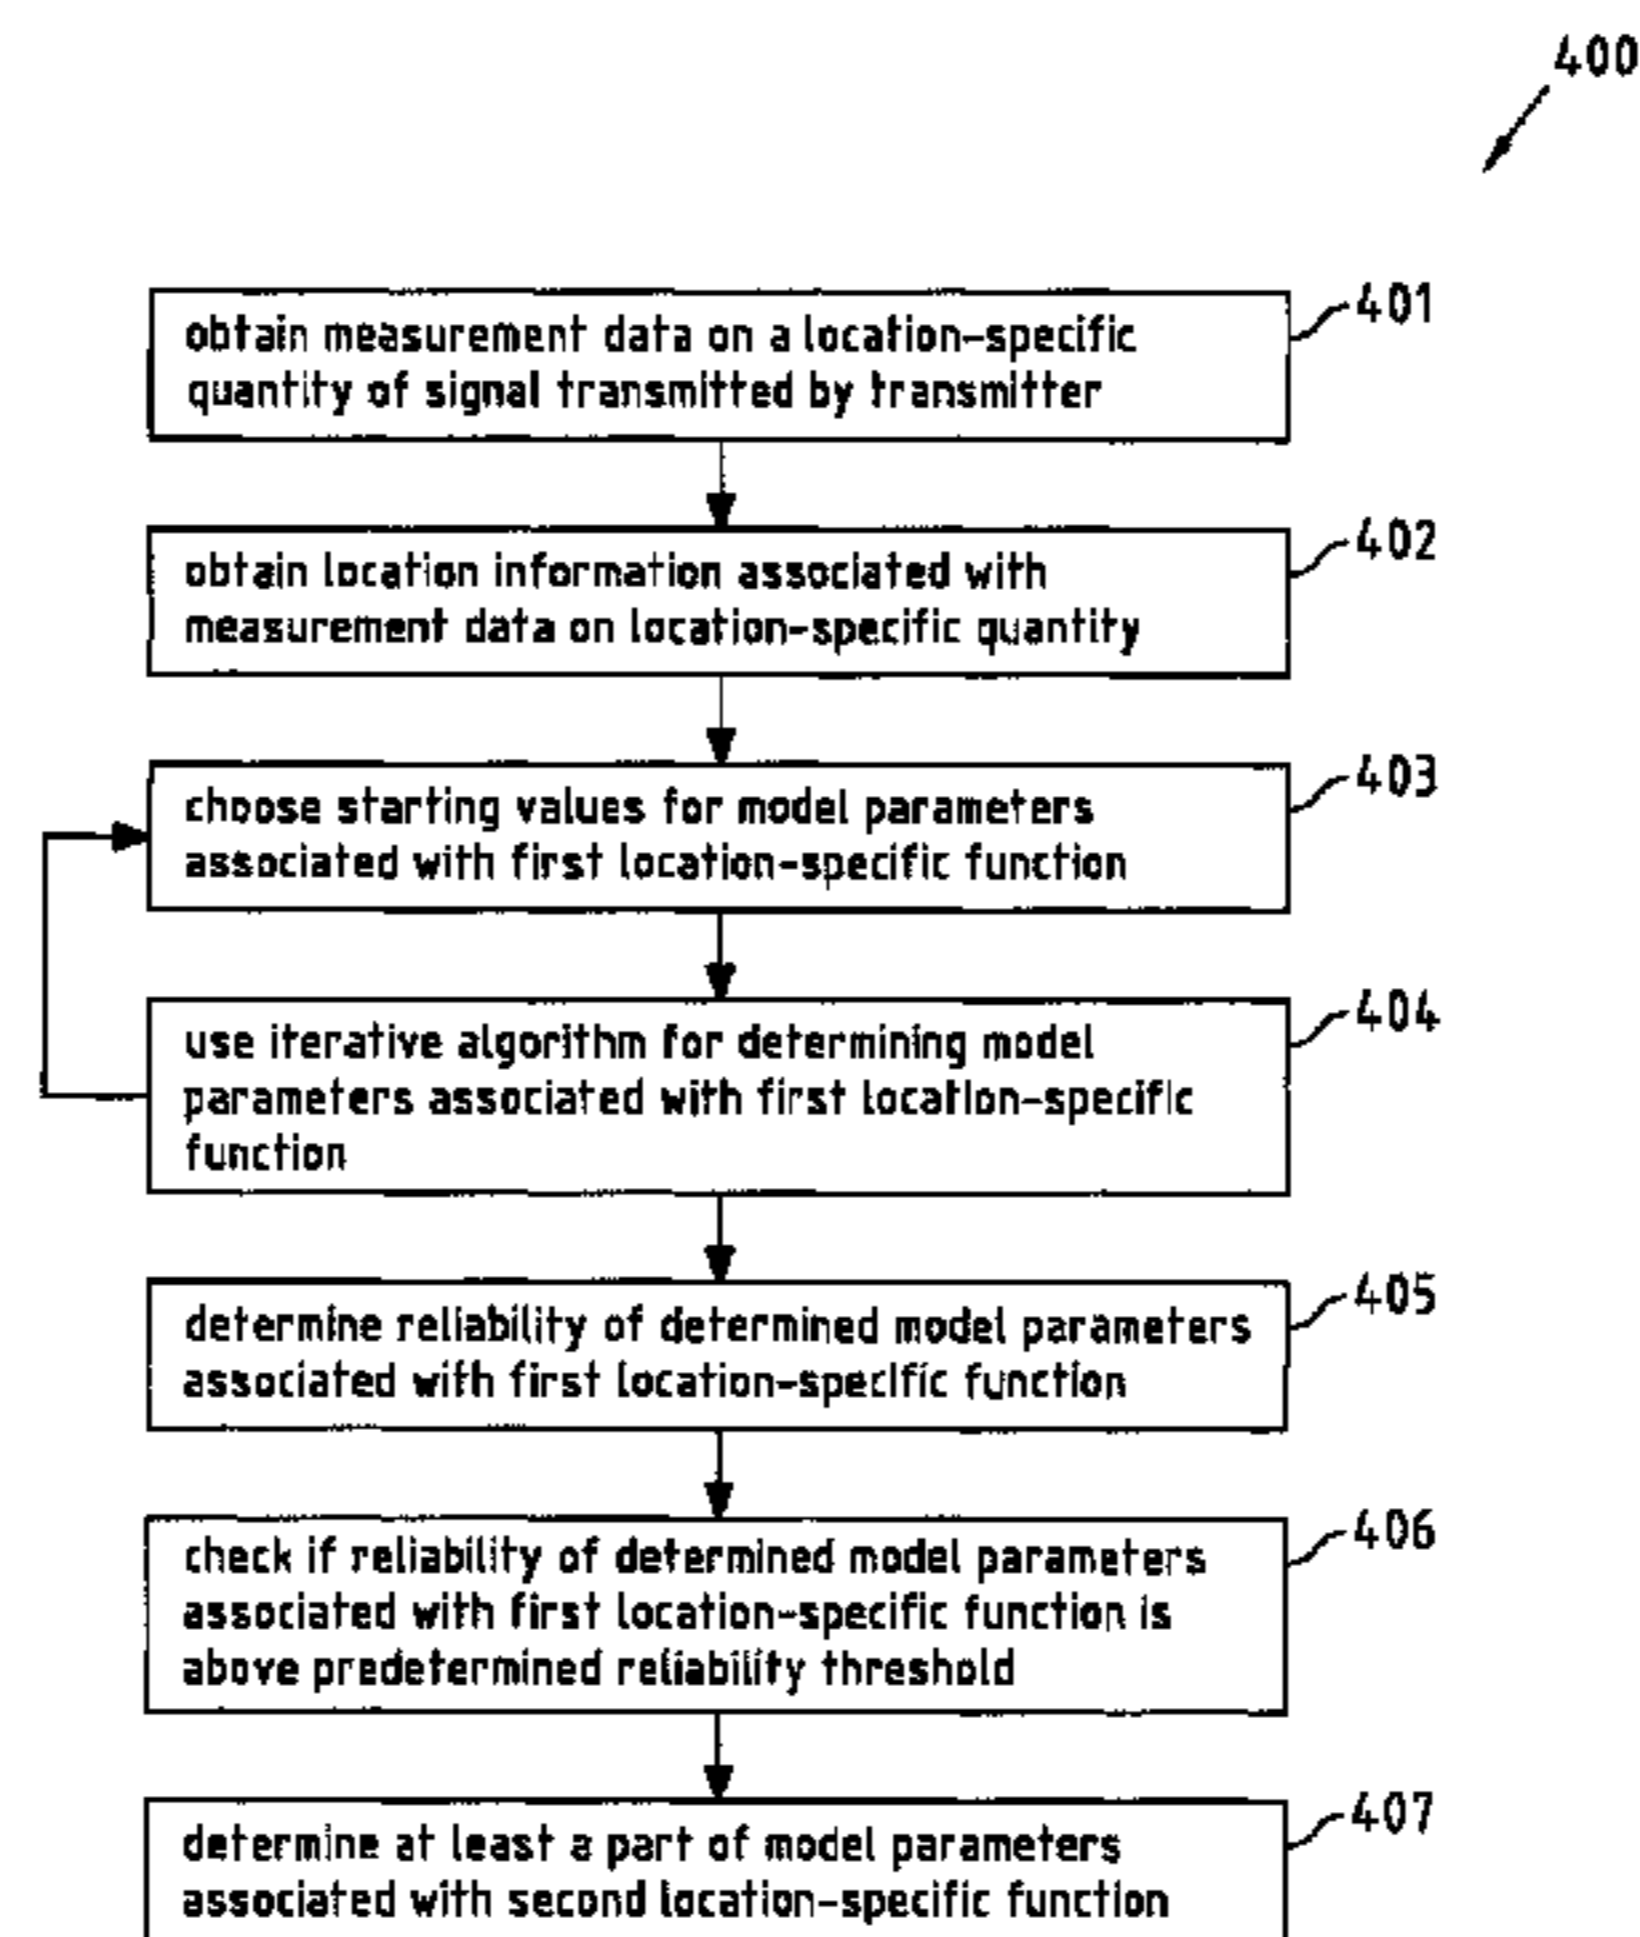 400
401
obtain measurement data on a location-specific
quantity of signal transmitted by transmitter
402
obtain location information associated with
measurement data on location-specific quantity
403
choose starting values for model parameters
associated with first location-specific function
404
use iterative algorithm for determining model
parameters associated with first location-specific
function
405
determine reliability of determined model parameters
associated with first location-specific function
406
check if reliability of determined model parameters
associated with first location-specific function is
above predetermined reliability threshold
407
determine at least a part of model parameters
associated with second location-specific function